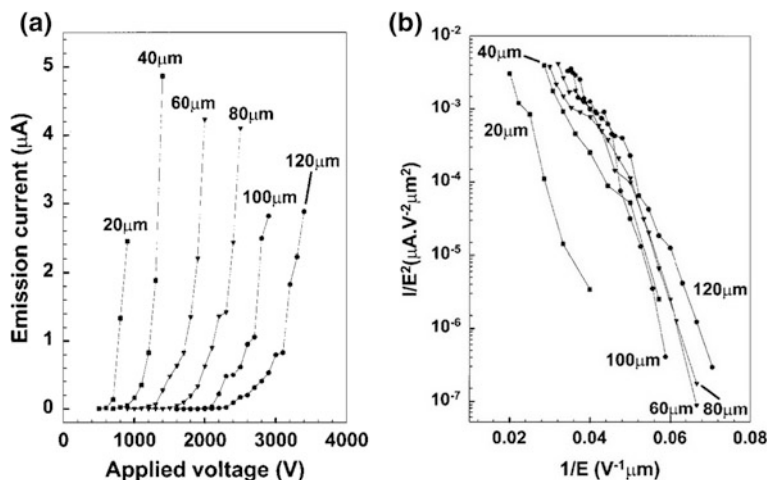 (a)
5
4
3
2
1
0
Emission current (μA)
20μm
40μm
60μm
80μm
100μm
120μm
0 1000 2000 3000 4000
Applied voltage (V)
(b)
10-2
10-3
10-4
10-5
10-6
10-7
I/E2(μA.V-2μm2)
40μm
20μm
120μm
100μm
60μm
80μm
0.02 0.04 0.06 0.08
1/E (V-1μm)